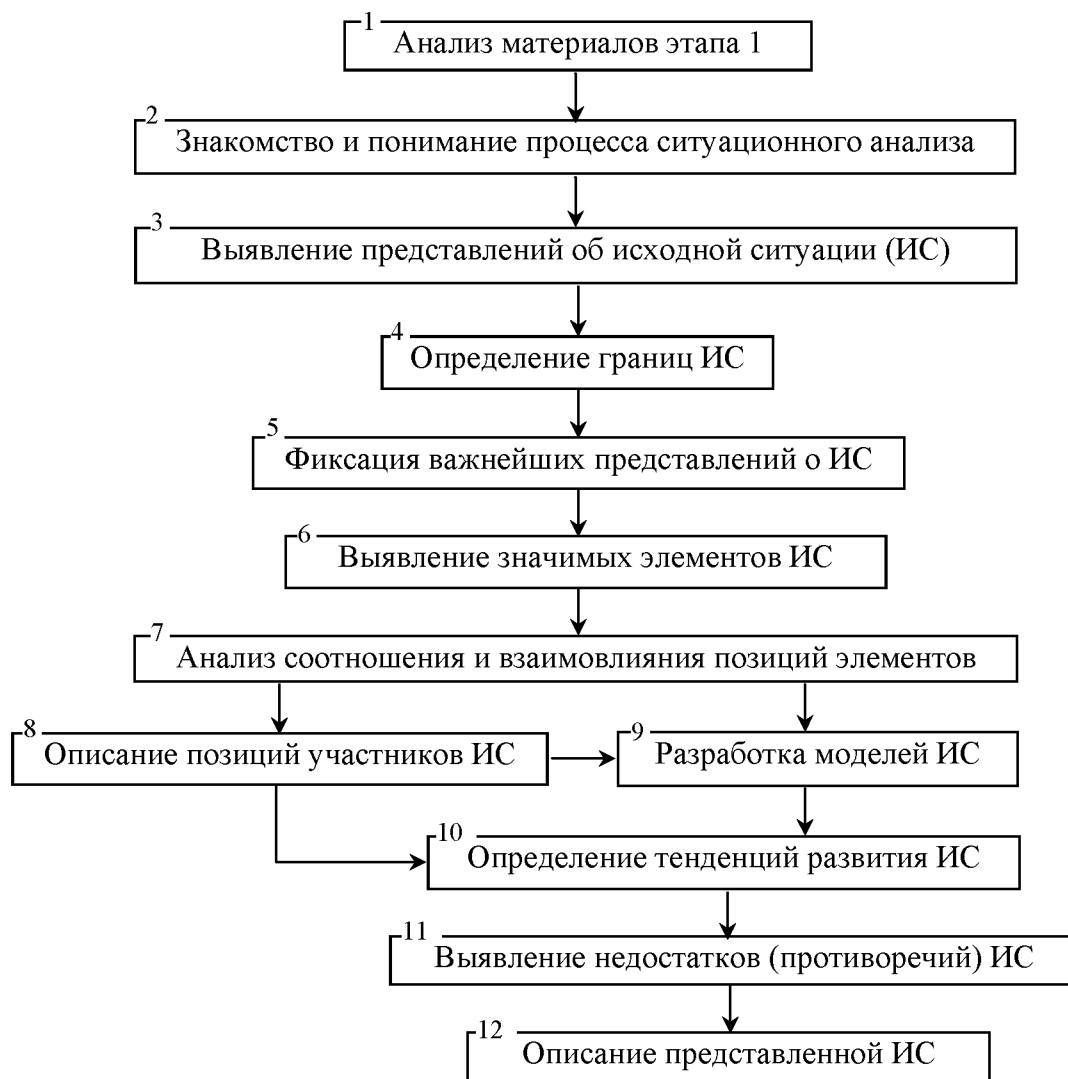 1
Анализ материалов этапа 1
2
Знакомство и понимание процесса ситуационного анализа
3
Выявление представлений об исходной ситуации (ИС)
4
Определение границ ИС
5
Фиксация важнейших представлений о ИС
6
Выявление значимых элементов ИС
7
Анализ соотношения и взаимовлияния позиций элементов
8
Описание позиций участников ИС
9
Разработка моделей ИС
10
Определение тенденций развития ИС
11
Выявление недостатков (противоречий) ИС
12
Описание представленной ИС